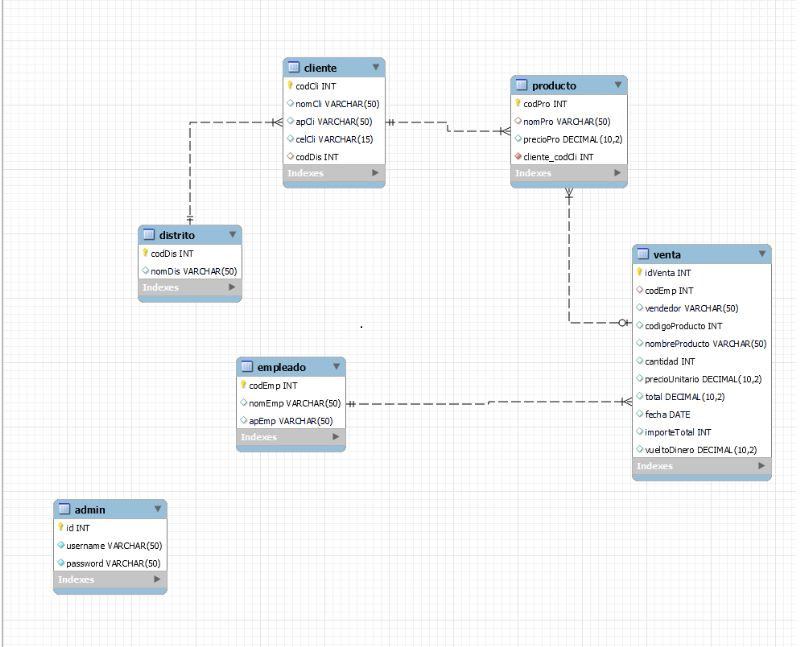 cliente
codCli INT
nomCli VARCHAR(50)
apCli VARCHAR(50)
celCli VARCHAR(15)
codDis INT
Indexes
producto
codPro INT
nomPro VARCHAR(50)
precioPro DECIMAL(10,2)
cliente_codCli INT
Indexes
distrito
codDis INT
nomDis VARCHAR(50)
Indexes
venta
idVenta INT
codEmp INT
vendedor VARCHAR(50)
codigoProducto INT
nombreProducto VARCHAR(50)
cantidad INT
precioUnitario DECIMAL(10,2)
total DECIMAL(10,2)
fecha DATE
importeTotal INT
vueltoDinero DECIMAL(10,2)
Indexes
empleado
codEmp INT
nomEmp VARCHAR(50)
apEmp VARCHAR(50)
Indexes
admin
id INT
username VARCHAR(50)
password VARCHAR(50)
Indexes